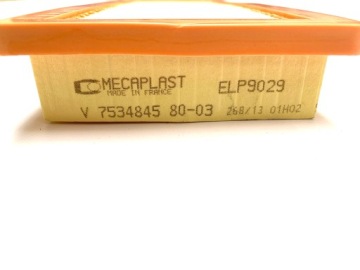 MECAPLAST ELP9029
MADE IN FRANCE
V 7534845 80-03 268/13 01H02